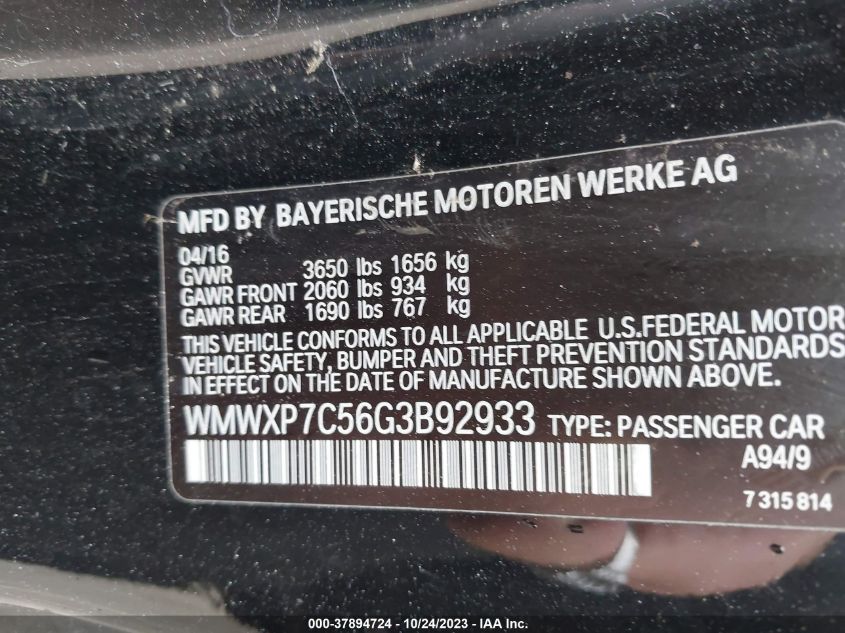 MFD BY BAYERISCHE MOTOREN WERKE AG
04/16
GVWR 3650 lbs 1656 kg
GAWR FRONT 2060 lbs 934 kg
GAWR REAR 1690 lbs 767 kg
THIS VEHICLE CONFORMS TO ALL APPLICABLE U.S.FEDERAL MOTOR
VEHICLE SAFETY, BUMPER AND THEFT PREVENTION STANDARDS
IN EFFECT ON THE DATE OF MANUFACTURE SHOWN ABOVE.
WMWXP7C56G3B92933 TYPE: PASSENGER CAR
A94/9
7 315 814
000-37894724 - 10/24/2023 - IAA Inc.